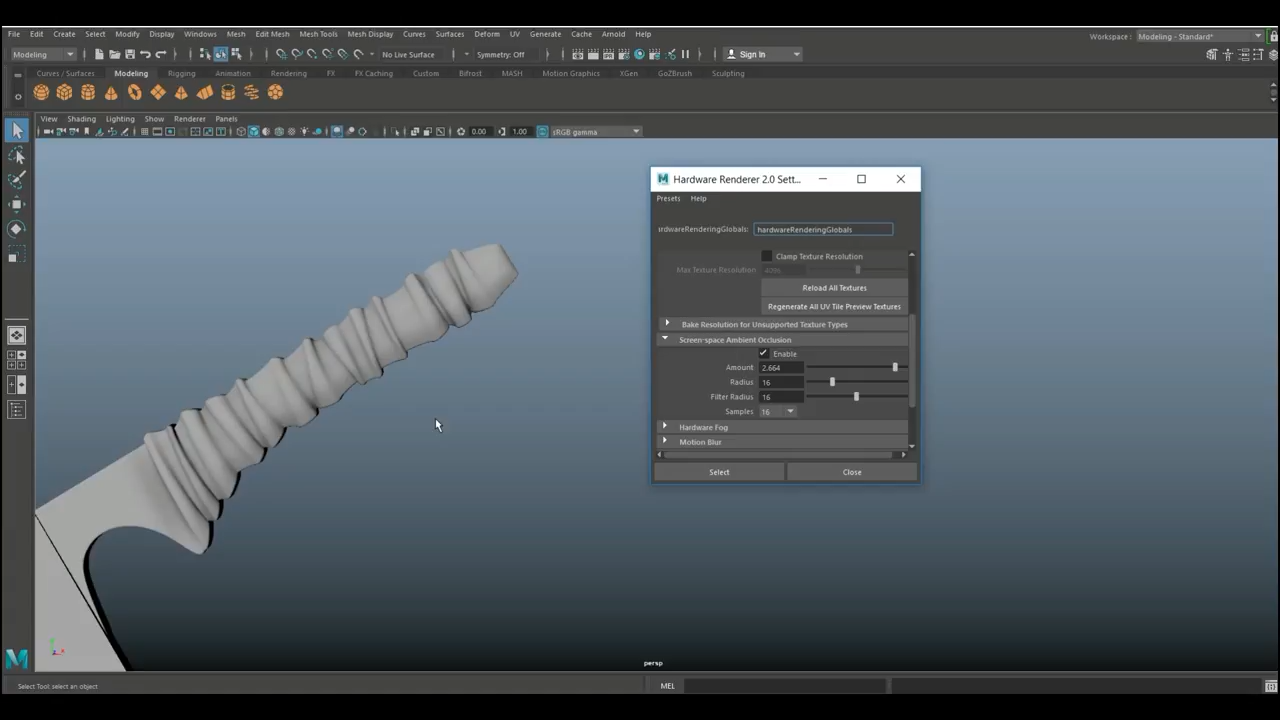 File Edit Create Select Modify Display Windows Mesh Edit Mesh Mesh Tools Mesh Display Curves Surfaces Deform UV Generate Cache Arnold Help
Workspace : Modeling - Standard*
Modeling
No Live Surface
Symmetry: Off
Sign In
Curves / Surfaces Modeling Rigging Animation Rendering FX FX Caching Custom Bifrost MASH Motion Graphics XGen GoZBrush Sculpting
View Shading Lighting Show Renderer Panels
0.00 1.00 sRGB gamma
M Hardware Renderer 2.0 Sett...
Presets Help
rdwareRenderingGlobals: hardwareRenderingGlobals
Clamp Texture Resolution
Max Texture Resolution 4096
Reload All Textures
Regenerate All UV Tile Preview Textures
Bake Resolution for Unsupported Texture Types
Screen-space Ambient Occlusion
Enable
Amount 2.664
Radius 16
Filter Radius 16
Samples 16
Hardware Fog
Motion Blur
Select Close
persp
M
Select Tool: select an object
MEL